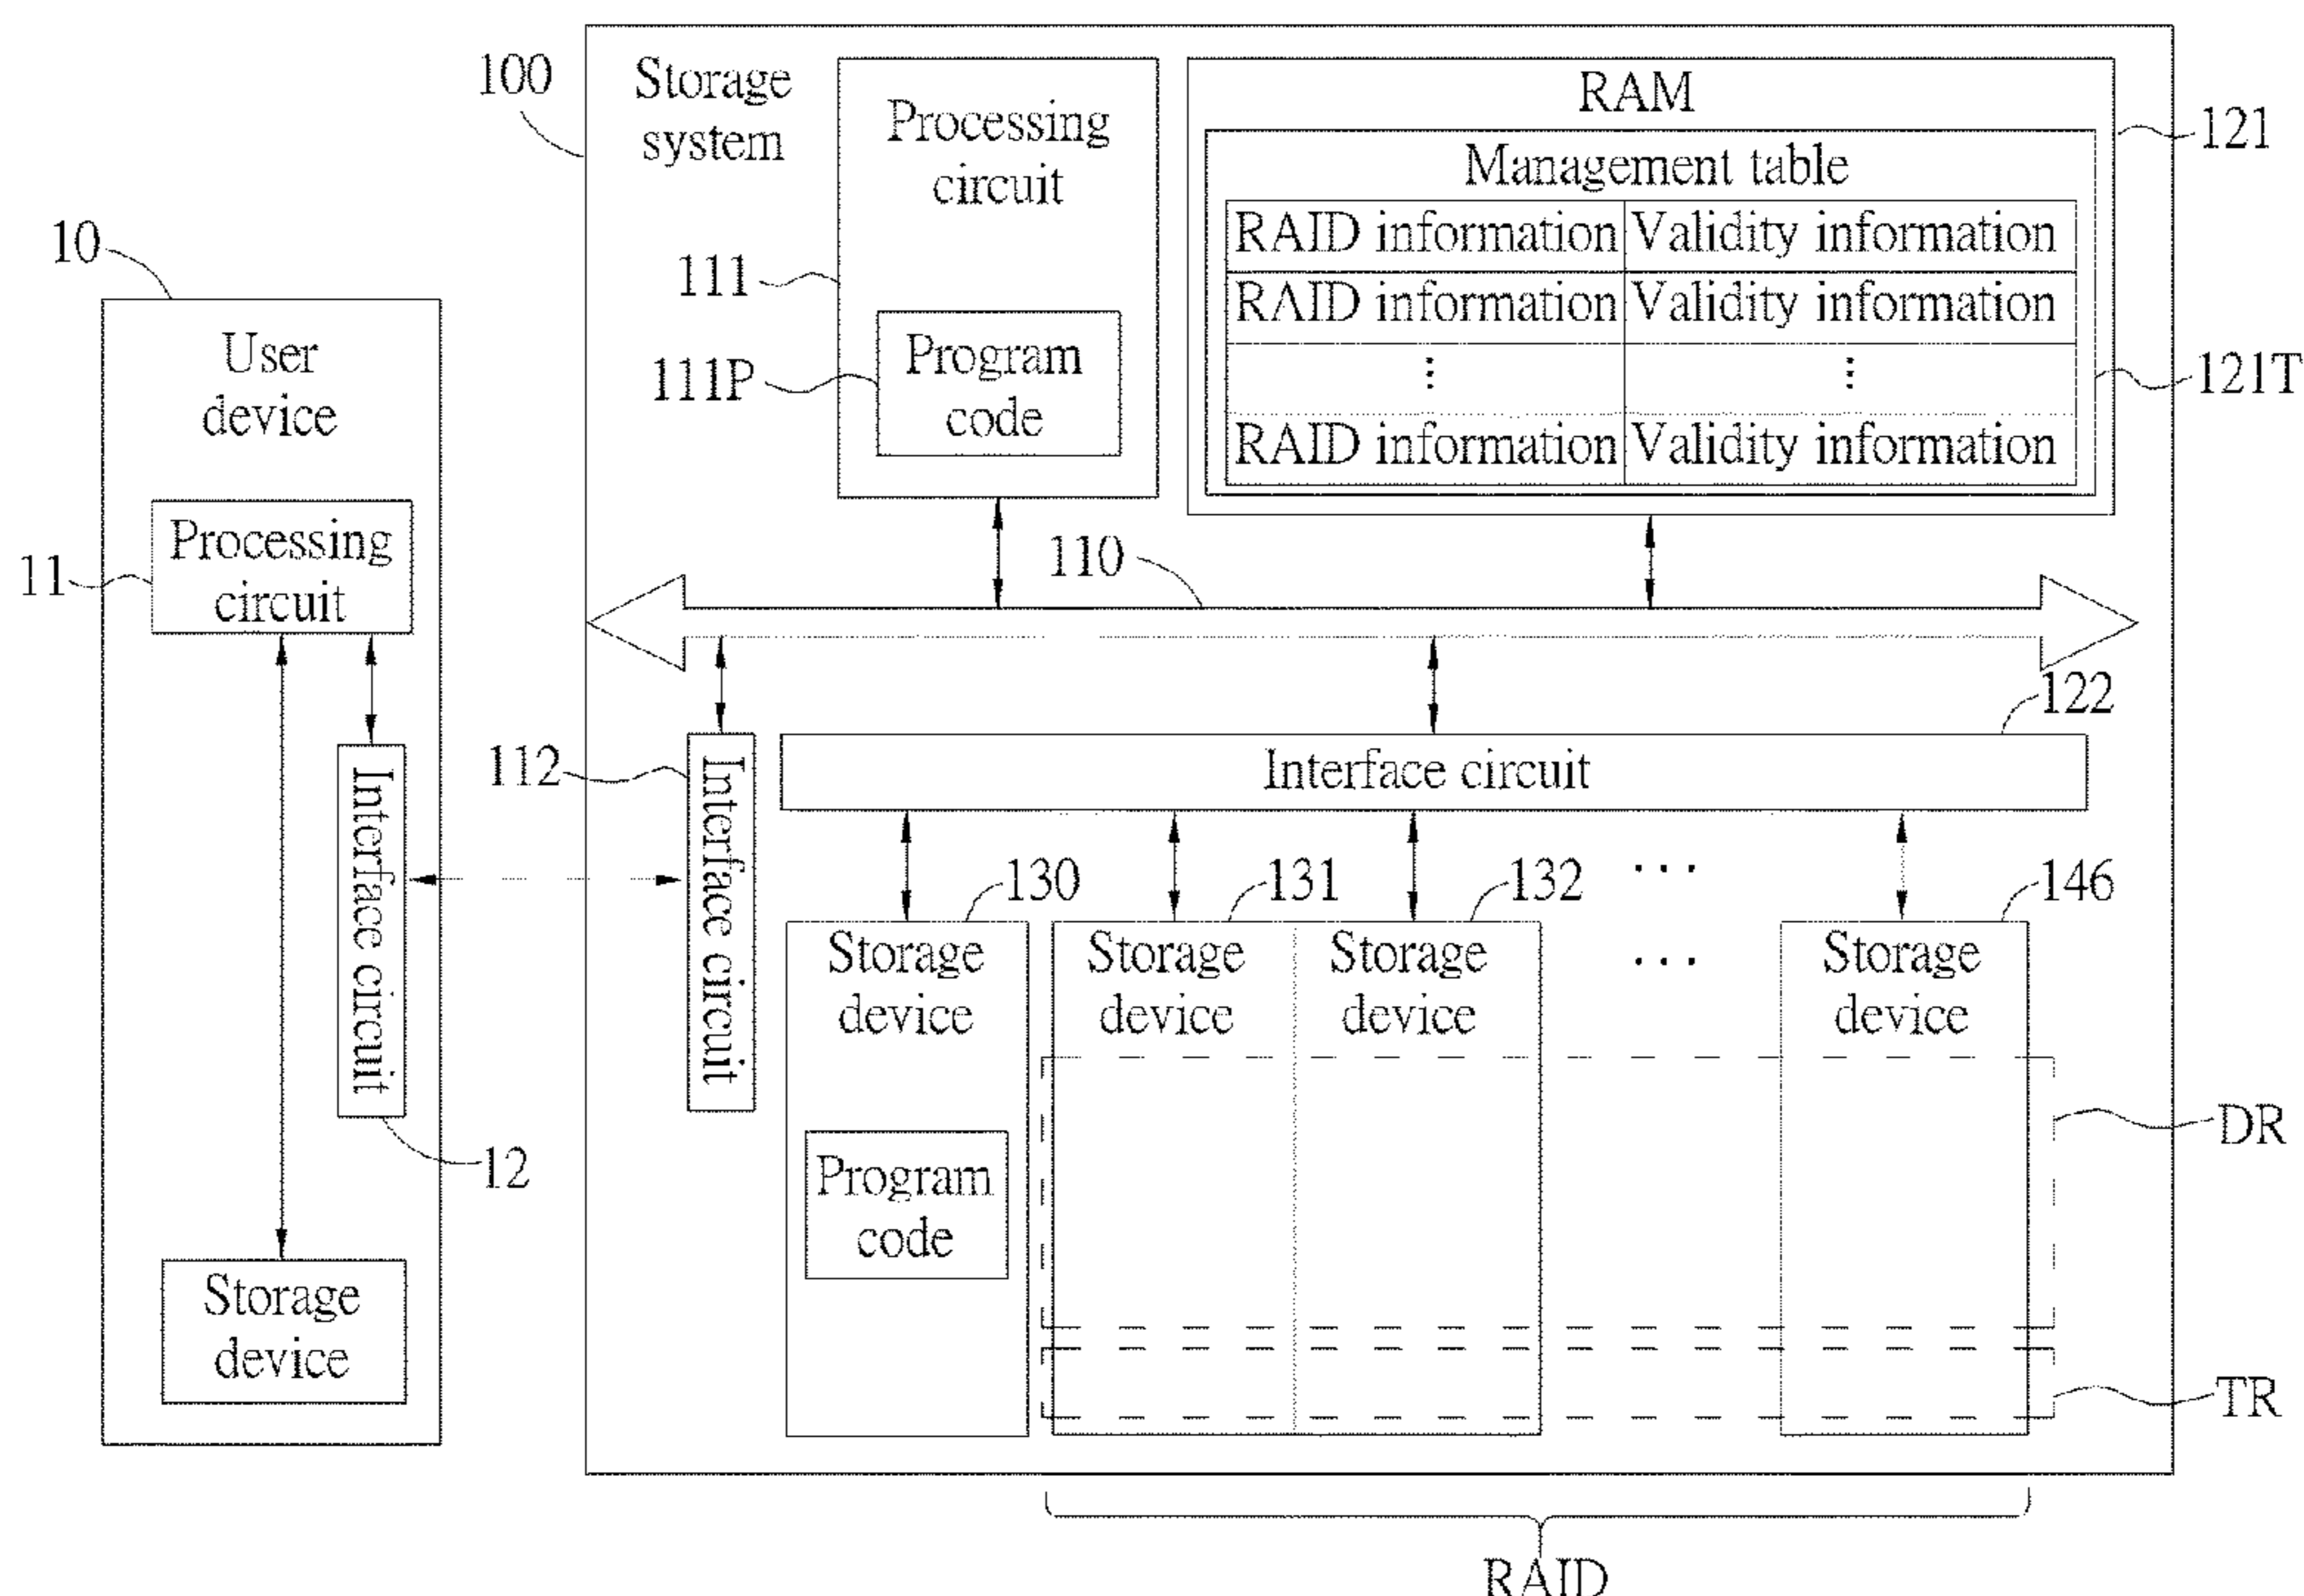 10
User
device
11
Processing
circuit
Interface circuit
12
Storage
device
100
Storage
system
Processing
circuit
111
111P
Program
code
RAM
121
Management table
RAID information Validity information
RAID information Validity information
⋮ ⋮
121T
RAID information Validity information
110
122
112
Interface circuit
Interface circuit
130
131
132
...
146
Storage
device
Storage
device
Storage
device
...
Storage
device
Program
code
DR
TR
RAID